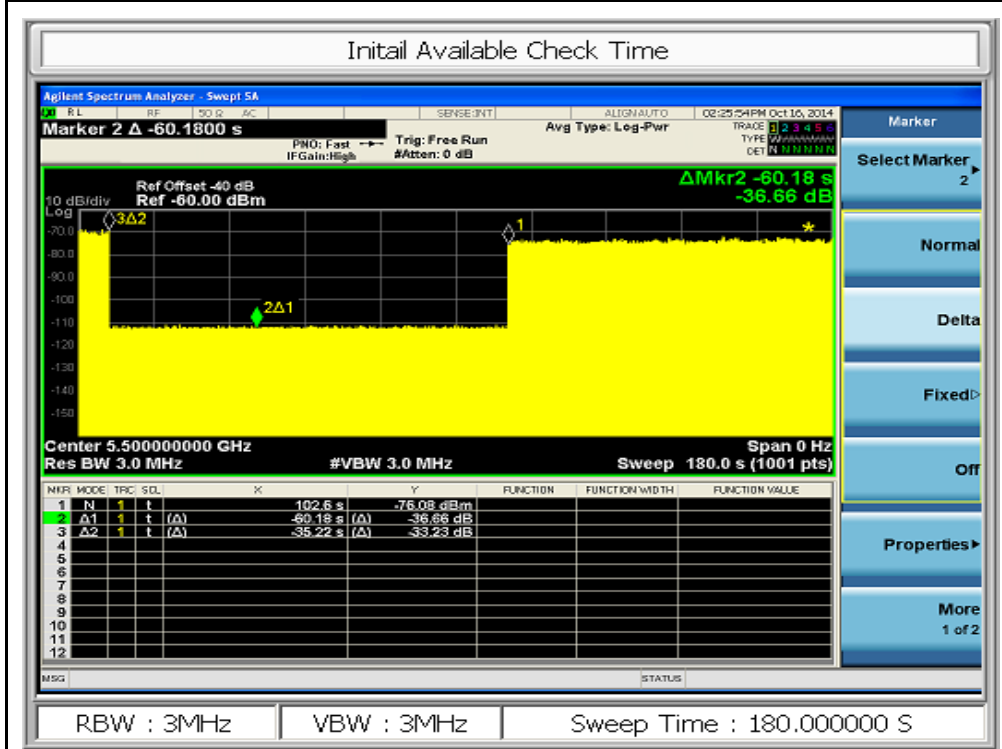 Initail Available Check Time
Agilent Spectrum Analyzer - Swept SA
RL RF 50 Ω AC SENSE:INT ALIGNAUTO 02:25:54PM Oct 16, 2014
Marker 2 Δ -60.1800 s
PNO: Fast
IFGain:High
Trig: Free Run
#Atten: 0 dB
Avg Type: Log-Pwr
TRACE 1 2 3 4 5 6
TYPE
DET N N N N N N
Ref Offset -40 dB
10 dB/div Ref -60.00 dBm
Log
ΔMkr2 -60.18 s
-36.66 dB
3Δ2
1
2Δ1
*
-70.0
-80.0
-90.0
-100
-110
-120
-130
-140
-150
Center 5.500000000 GHz Span 0 Hz
Res BW 3.0 MHz #VBW 3.0 MHz Sweep 180.0 s (1001 pts)
MKR MODE TRC SCL X Y FUNCTION FUNCTION WIDTH FUNCTION VALUE
1 N 1 t 102.6 s -76.08 dBm
2 Δ1 1 t (Δ) -60.18 s (Δ) -36.66 dB
3 Δ2 1 t (Δ) -35.22 s (Δ) -33.23 dB
4
5
6
7
8
9
10
11
12
MSG STATUS
Marker
Select Marker
2
Normal
Delta
Fixed
Off
Properties
More
1 of 2
RBW : 3MHz VBW : 3MHz Sweep Time : 180.000000 S